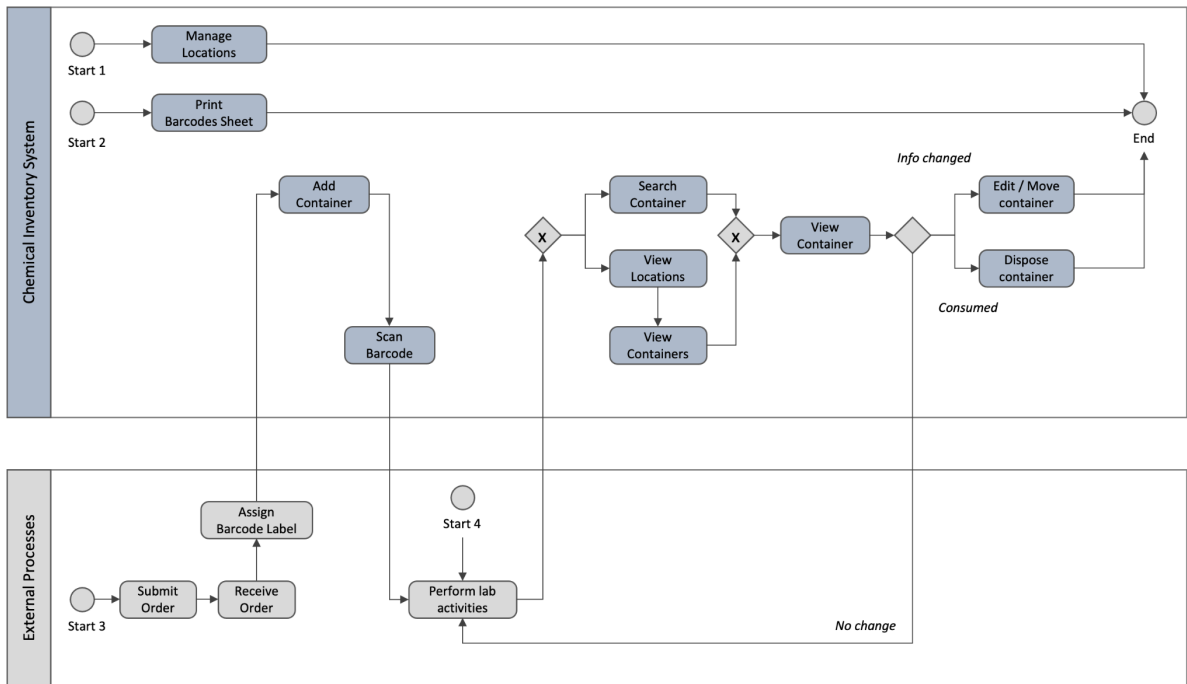 Chemical Inventory System
Manage
Locations
Start 1
Print
Barcodes Sheet
Start 2
End
Info changed
Add
Container
Search
Container
Edit / Move
container
X
X
View
Container
View
Locations
Dispose
container
Consumed
Scan
Barcode
View
Containers
External Processes
Assign
Barcode Label
Start 4
Submit
Order
Receive
Order
Perform lab
activities
Start 3
No change